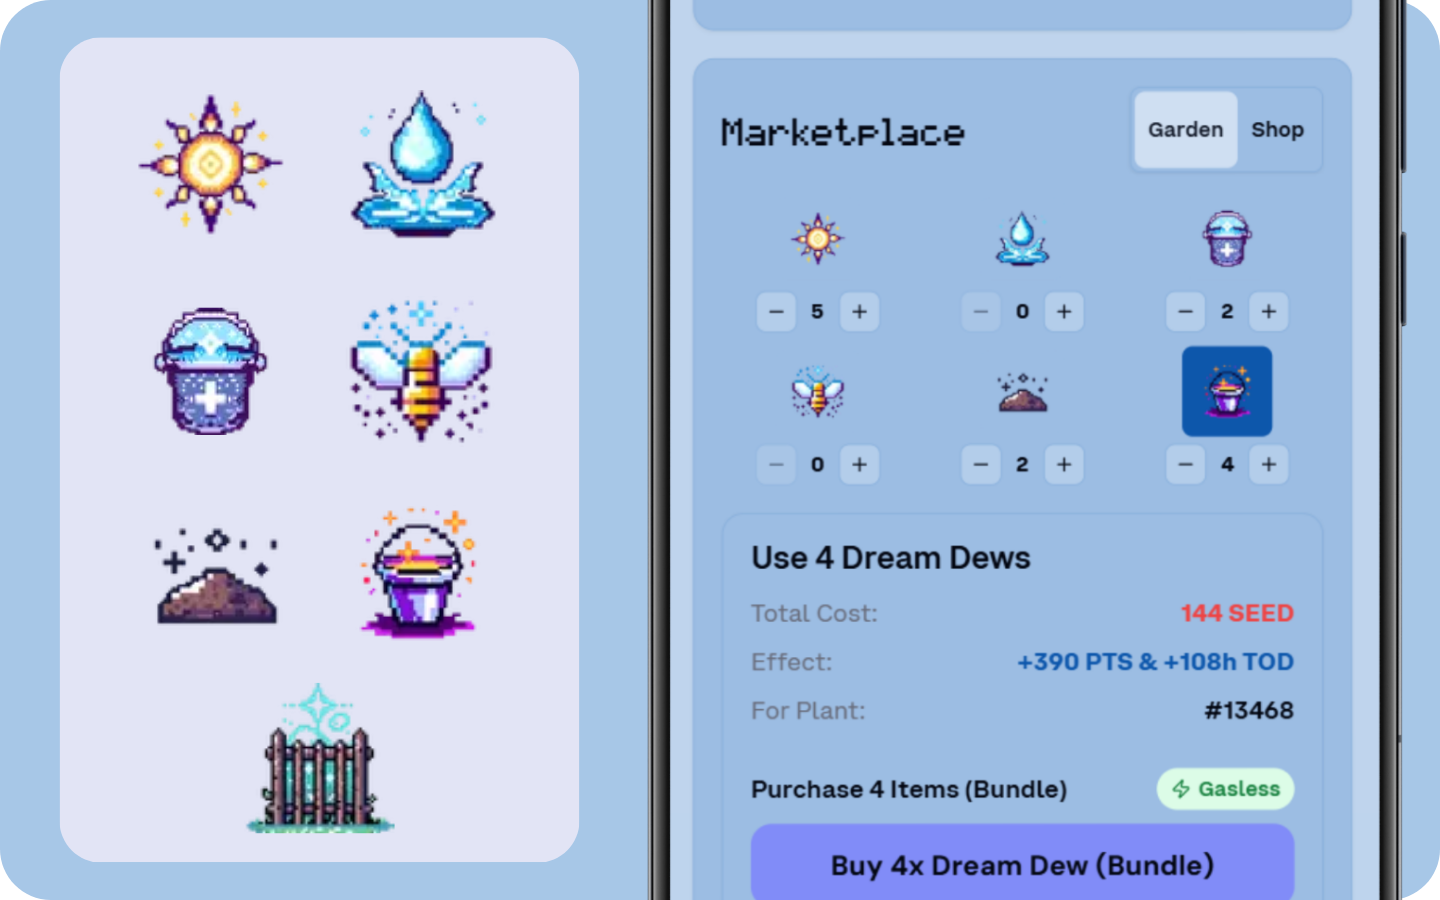 Marketplace
Garden Shop
− 5 + − 0 + − 2 +
− 0 + − 2 + − 4 +
Use 4 Dream Dews
Total Cost: 144 SEED
Effect: +390 PTS & +108h TOD
For Plant: #13468
Purchase 4 Items (Bundle) Gasless
Buy 4x Dream Dew (Bundle)